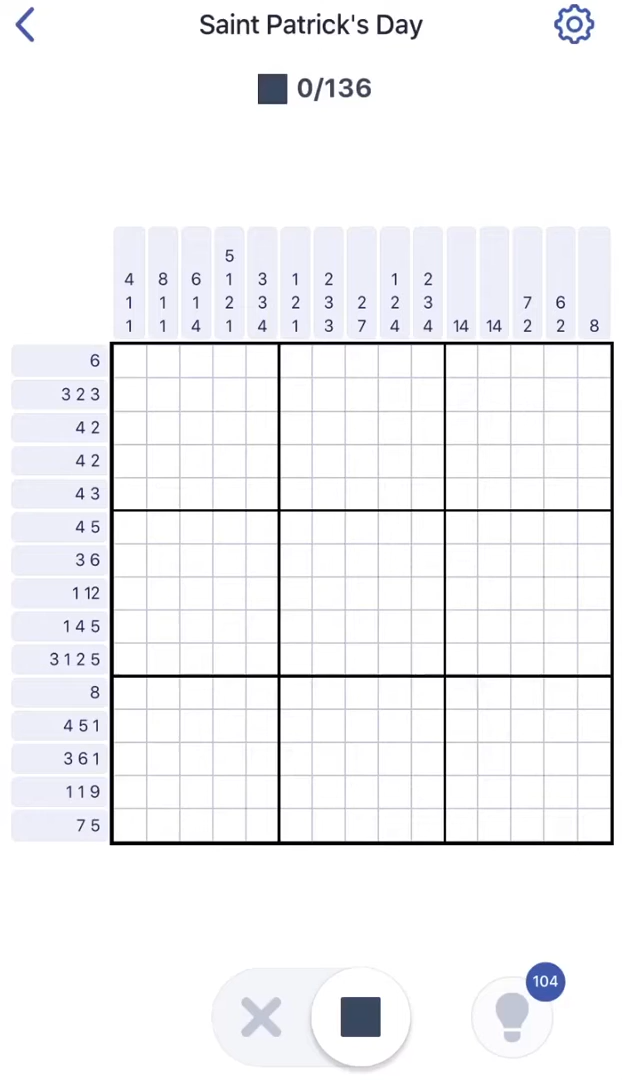 Saint Patrick's Day
0/136
5
4 8 6 1 3 1 2 1 2
1 1 1 2 3 2 3 2 2 3 7 6
1 1 4 1 4 1 3 7 4 4 14 14 2 2 8
6
3 2 3
4 2
4 2
4 3
4 5
3 6
1 12
1 4 5
3 1 2 5
8
4 5 1
3 6 1
1 1 9
7 5
104